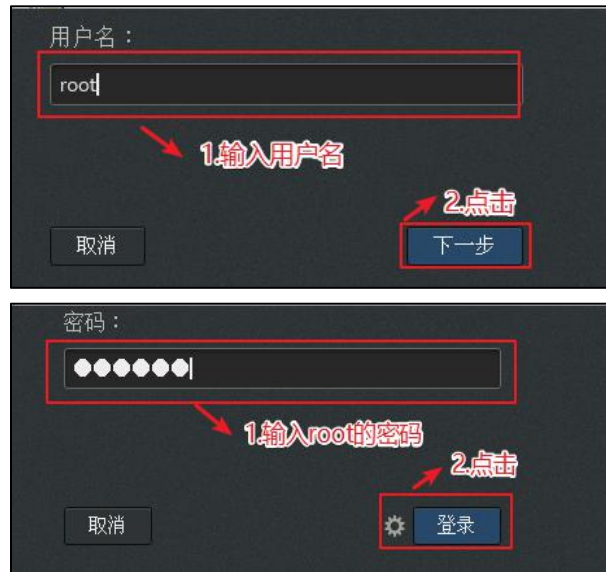 用户名：
root
1.输入用户名
2.点击
取消
下一步
密码：
●●●●●●
1.输入root的密码
2.点击
取消
登录